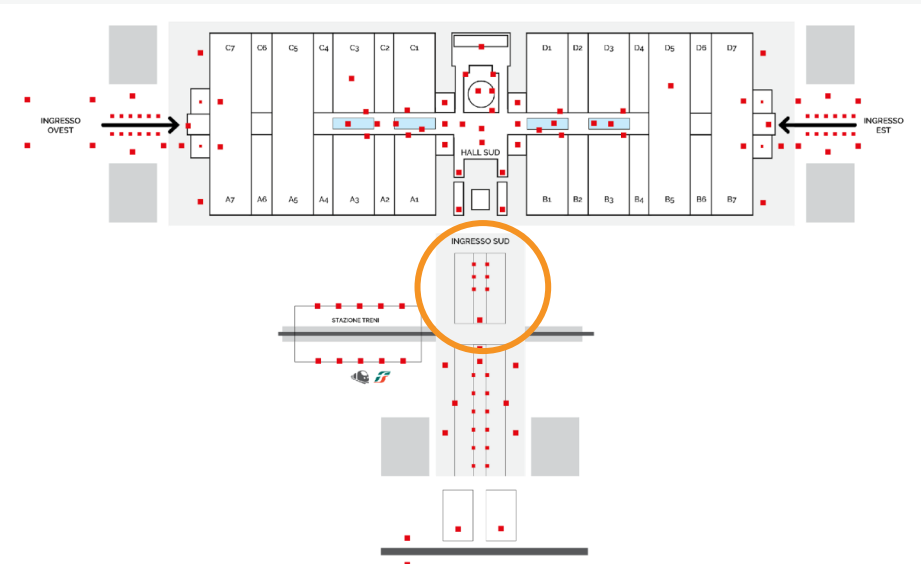 C7 C6 C5 C4 C3 C2 C1
D1 D2 D3 D4 D5 D6 D7
INGRESSO
OVEST
INGRESSO
EST
HALL SUD
A7 A6 A5 A4 A3 A2 A1
B1 B2 B3 B4 B5 B6 B7
INGRESSO SUD
STAZIONE TRENI